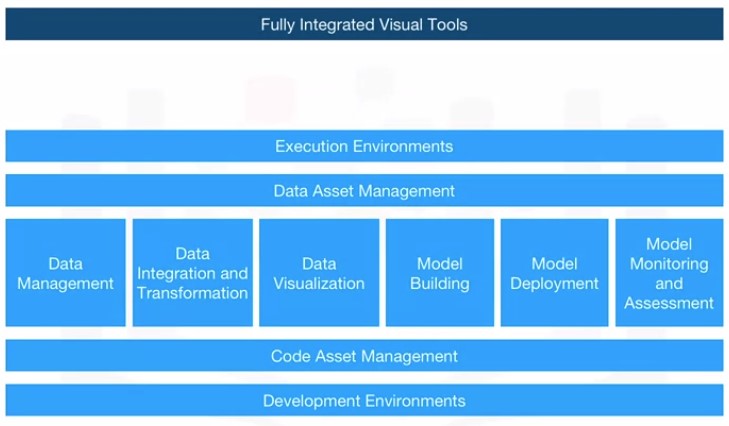 Fully Integrated Visual Tools
Execution Environments
Data Asset Management
Data
Management
Data
Integration and
Transformation
Data
Visualization
Model
Building
Model
Deployment
Model
Monitoring
and
Assessment
Code Asset Management
Development Environments